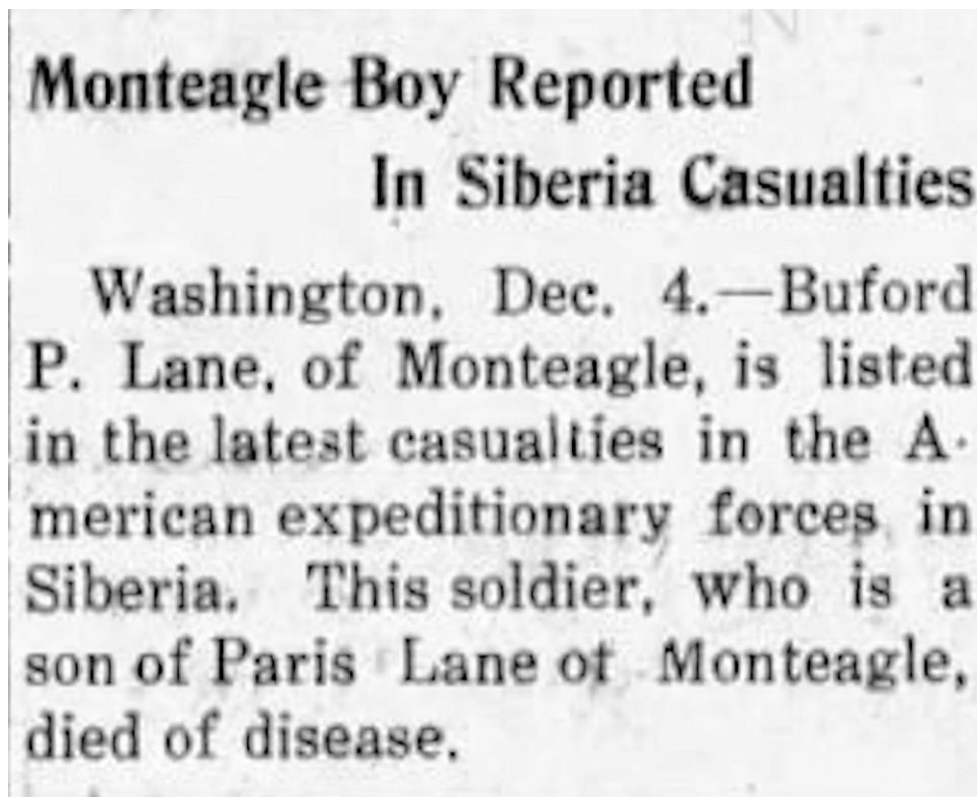 Monteagle Boy Reported
In Siberia Casualties
Washington, Dec. 4.—Buford
P. Lane, of Monteagle, is listed
in the latest casualties in the A-
merican expeditionary forces in
Siberia. This soldier, who is a
son of Paris Lane of Monteagle,
died of disease.